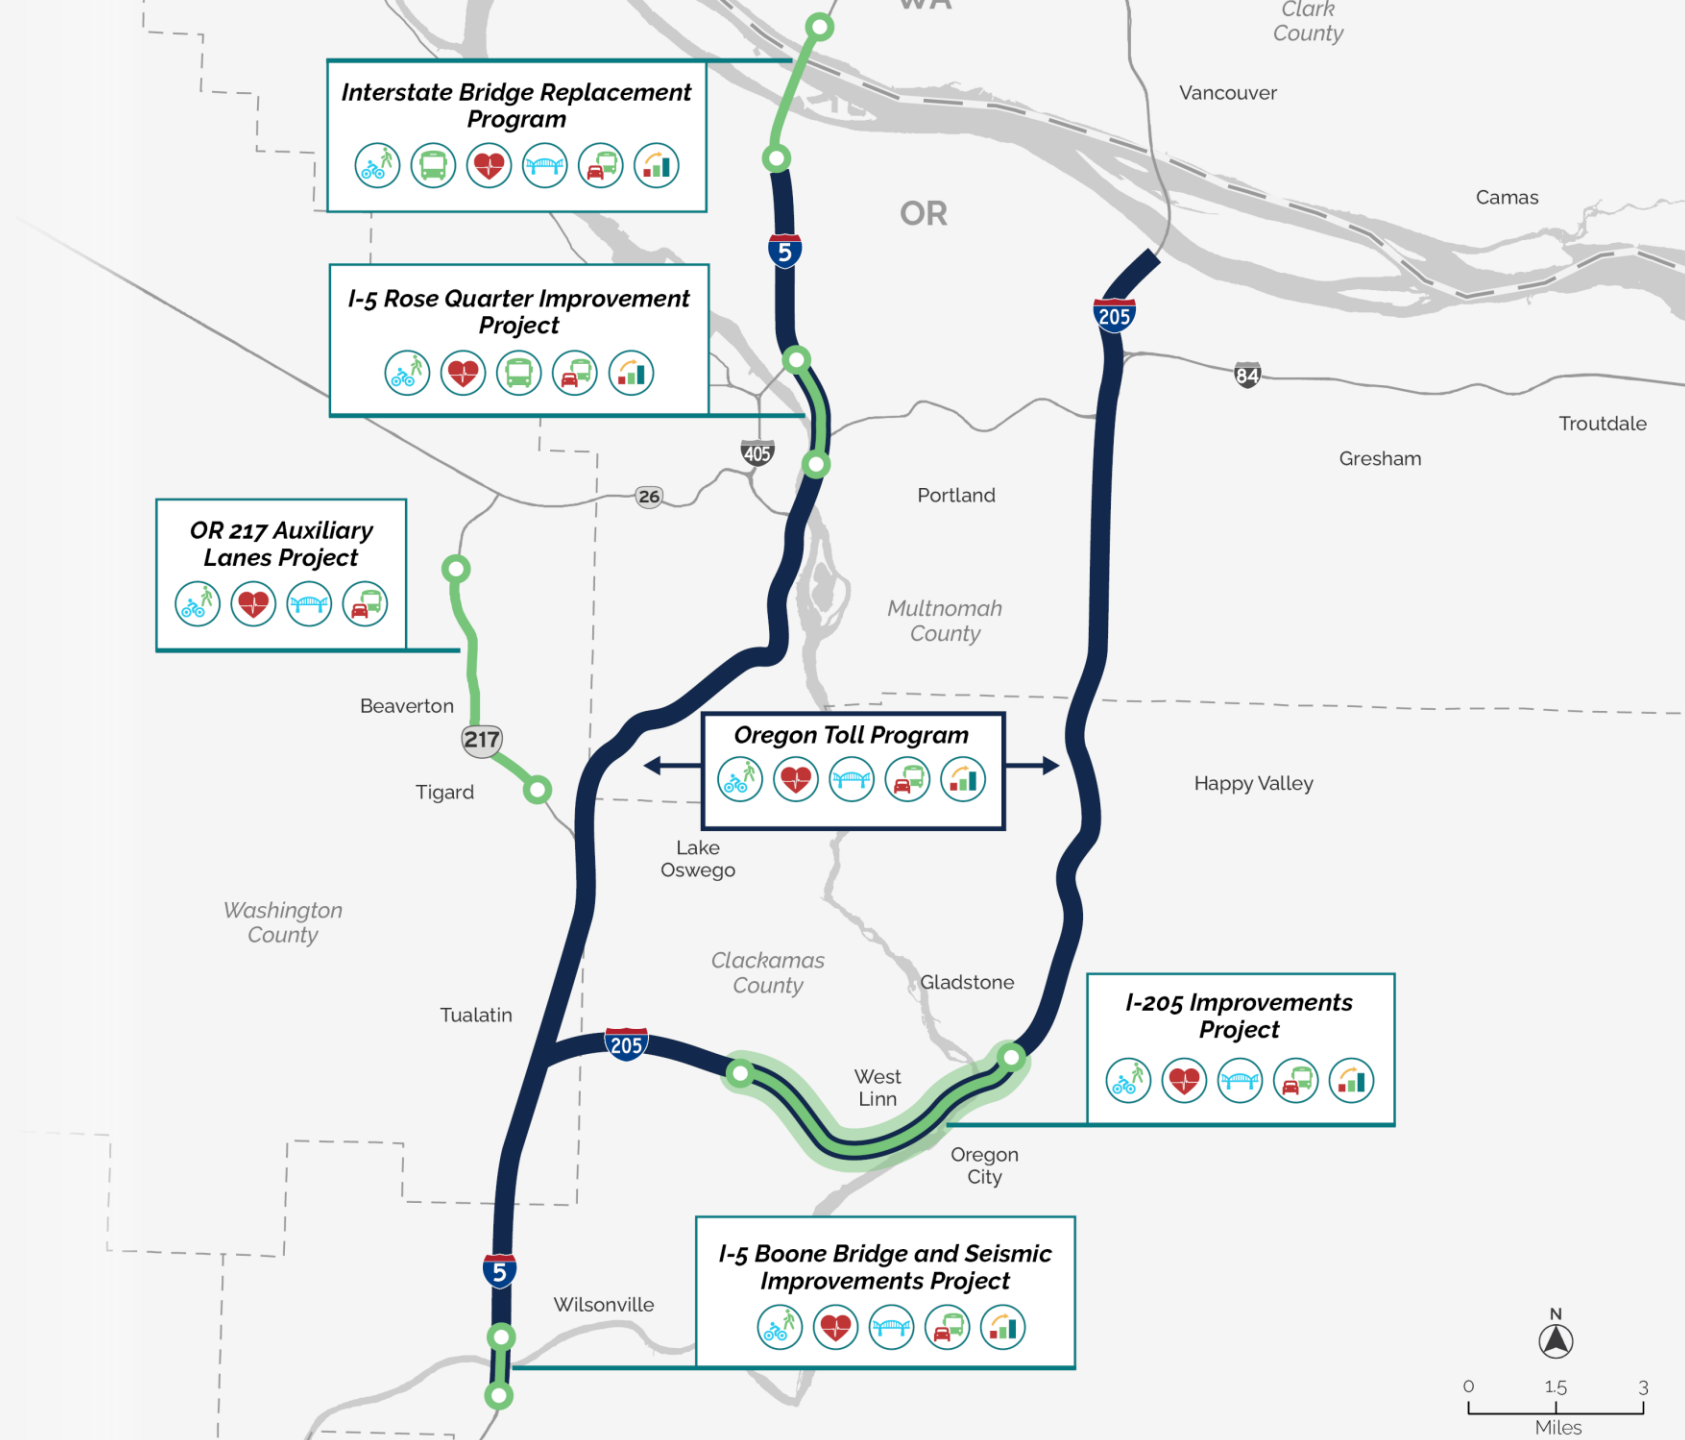 WA
Clark
County
Vancouver
Interstate Bridge Replacement
Program
Camas
OR
5
I-5 Rose Quarter Improvement
Project
205
84
Troutdale
405
Gresham
26
Portland
OR 217 Auxiliary
Lanes Project
Multnomah
County
Beaverton
217
Oregon Toll Program
Tigard
Happy Valley
Lake
Oswego
Washington
County
Clackamas
County
Gladstone
I-205 Improvements
Project
Tualatin
205
West
Linn
Oregon
City
I-5 Boone Bridge and Seismic
Improvements Project
5
Wilsonville
N
0 1.5 3
Miles